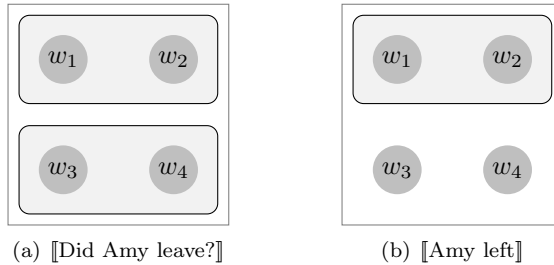 w₁ w₂
w₃ w₄
(a) ⟦Did Amy leave?⟧
w₁ w₂
w₃ w₄
(b) ⟦Amy left⟧